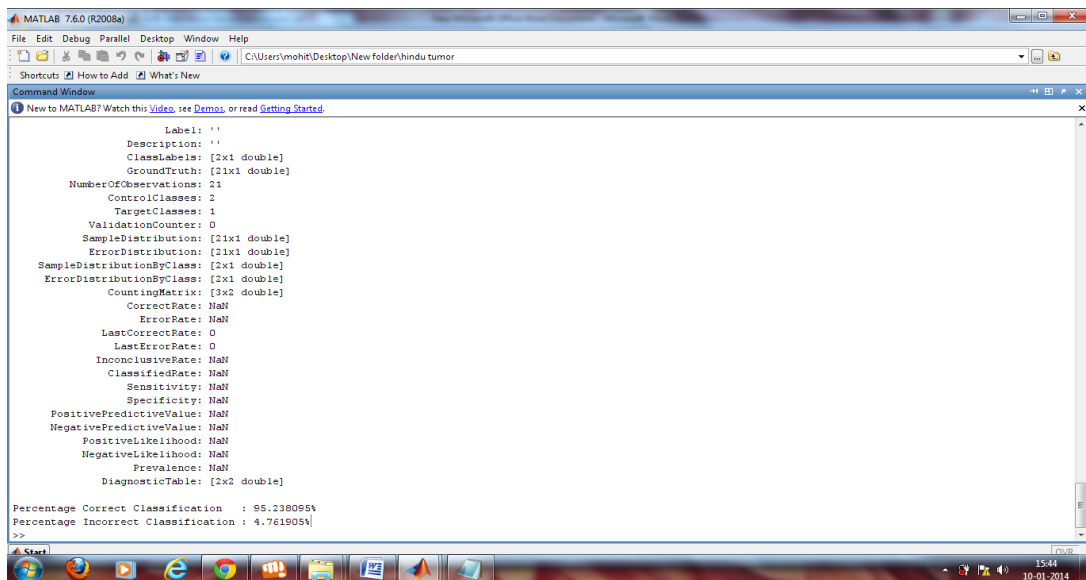 MATLAB 7.6.0 (R2008a)
File Edit Debug Parallel Desktop Window Help
C:\Users\mohit\Desktop\New folder\hindu tumor
Shortcuts How to Add What's New
Command Window
New to MATLAB? Watch this Video, see Demos, or read Getting Started.
Label: ''
Description: ''
ClassLabels: [2x1 double]
GroundTruth: [21x1 double]
NumberOfObservations: 21
ControlClasses: 2
TargetClasses: 1
ValidationCounter: 0
SampleDistribution: [21x1 double]
ErrorDistribution: [21x1 double]
SampleDistributionByClass: [2x1 double]
ErrorDistributionByClass: [2x1 double]
CountingMatrix: [3x2 double]
CorrectRate: NaN
ErrorRate: NaN
LastCorrectRate: 0
LastErrorRate: 0
InconclusiveRate: NaN
ClassifiedRate: NaN
Sensitivity: NaN
Specificity: NaN
PositivePredictiveValue: NaN
NegativePredictiveValue: NaN
PositiveLikelihood: NaN
NegativeLikelihood: NaN
Prevalence: NaN
DiagnosticTable: [2x2 double]
Percentage Correct Classification : 95.238095%
Percentage Incorrect Classification : 4.761905%
>>
Start
OVR
15:44
10-01-2014